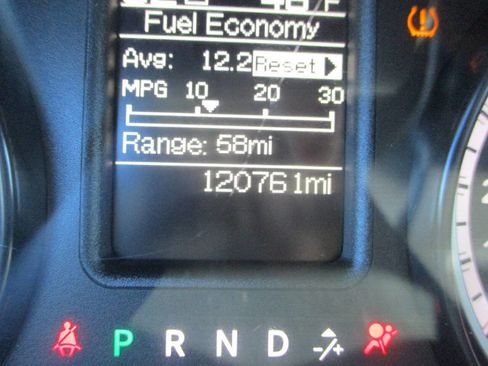 Fuel Economy
Avg: 12.2 Reset
MPG 10 20 30
Range: 58mi
120761mi
P R N D -/+